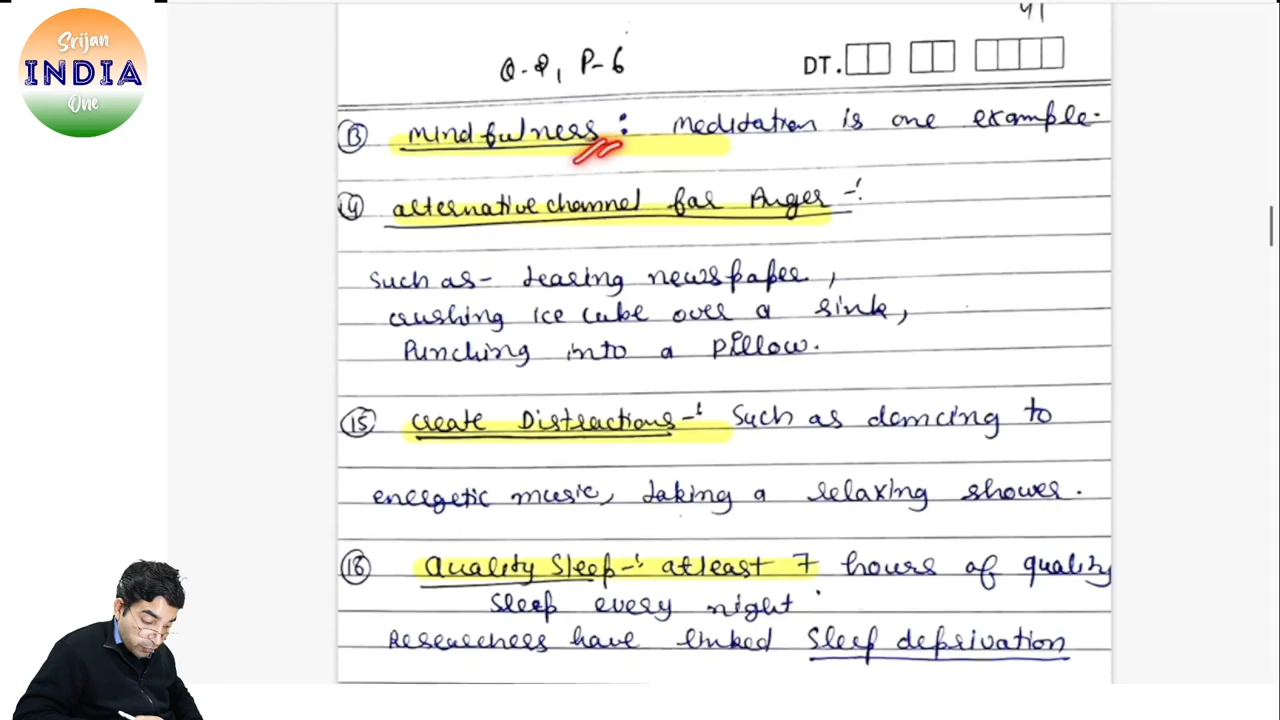 Srijan
INDIA
One
41
Q-9, P-6
DT.
13 Mindfulness : Meditation is one example.
14 alternative channel for Anger -:
Such as - tearing newspaper,
crushing ice cube over a sink,
Punching into a pillow.
15 Create Distractions -: Such as dancing to
energetic music, taking a relaxing shower.
16 Quality Sleep -: atleast 7 hours of quality
sleep every night.
Researchers have linked sleep deprivation